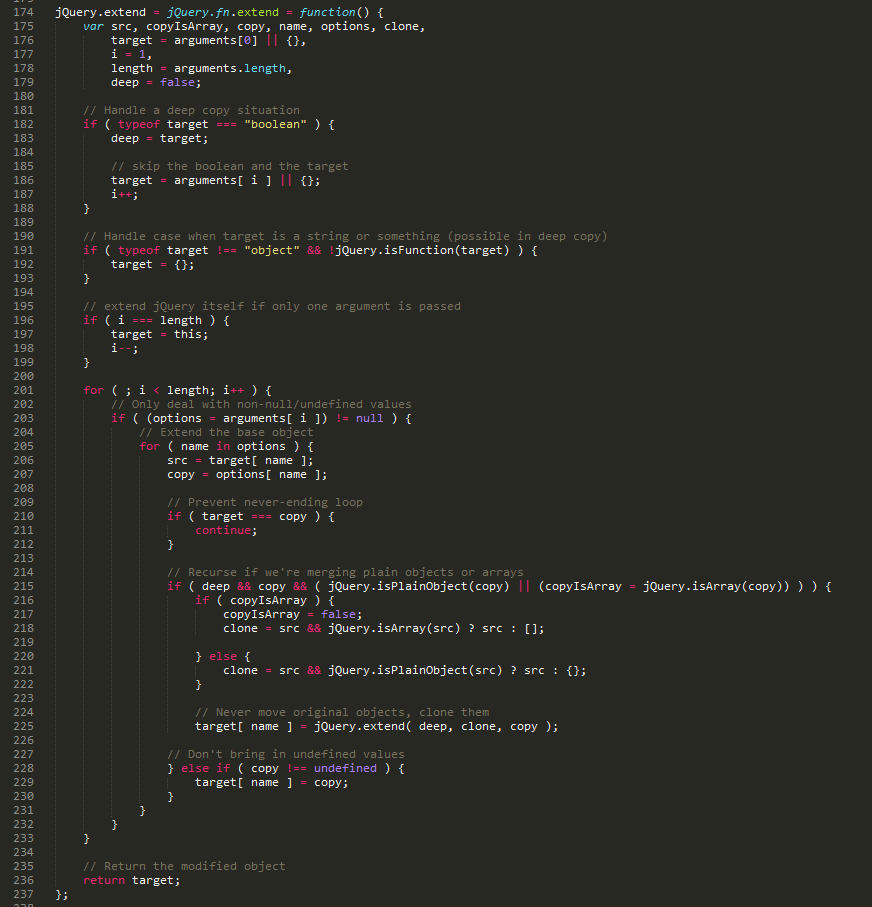 174 jQuery.extend = jQuery.fn.extend = function() {
175     var src, copyIsArray, copy, name, options, clone,
176         target = arguments[0] || {},
177         i = 1,
178         length = arguments.length,
179         deep = false;
180
181     // Handle a deep copy situation
182     if ( typeof target === "boolean" ) {
183         deep = target;
184
185         // skip the boolean and the target
186         target = arguments[ i ] || {};
187         i++;
188     }
189
190     // Handle case when target is a string or something (possible in deep copy)
191     if ( typeof target !== "object" && !jQuery.isFunction(target) ) {
192         target = {};
193     }
194
195     // extend jQuery itself if only one argument is passed
196     if ( i === length ) {
197         target = this;
198         i--;
199     }
200
201     for ( ; i < length; i++ ) {
202         // Only deal with non-null/undefined values
203         if ( (options = arguments[ i ]) != null ) {
204             // Extend the base object
205             for ( name in options ) {
206                 src = target[ name ];
207                 copy = options[ name ];
208
209                 // Prevent never-ending loop
210                 if ( target === copy ) {
211                     continue;
212                 }
213
214                 // Recurse if we're merging plain objects or arrays
215                 if ( deep && copy && ( jQuery.isPlainObject(copy) || (copyIsArray = jQuery.isArray(copy)) ) ) {
216                     if ( copyIsArray ) {
217                         copyIsArray = false;
218                         clone = src && jQuery.isArray(src) ? src : [];
219
220                     } else {
221                         clone = src && jQuery.isPlainObject(src) ? src : {};
222                     }
223
224                     // Never move original objects, clone them
225                     target[ name ] = jQuery.extend( deep, clone, copy );
226
227                 // Don't bring in undefined values
228                 } else if ( copy !== undefined ) {
229                     target[ name ] = copy;
230                 }
231             }
232         }
233     }
234
235     // Return the modified object
236     return target;
237 };